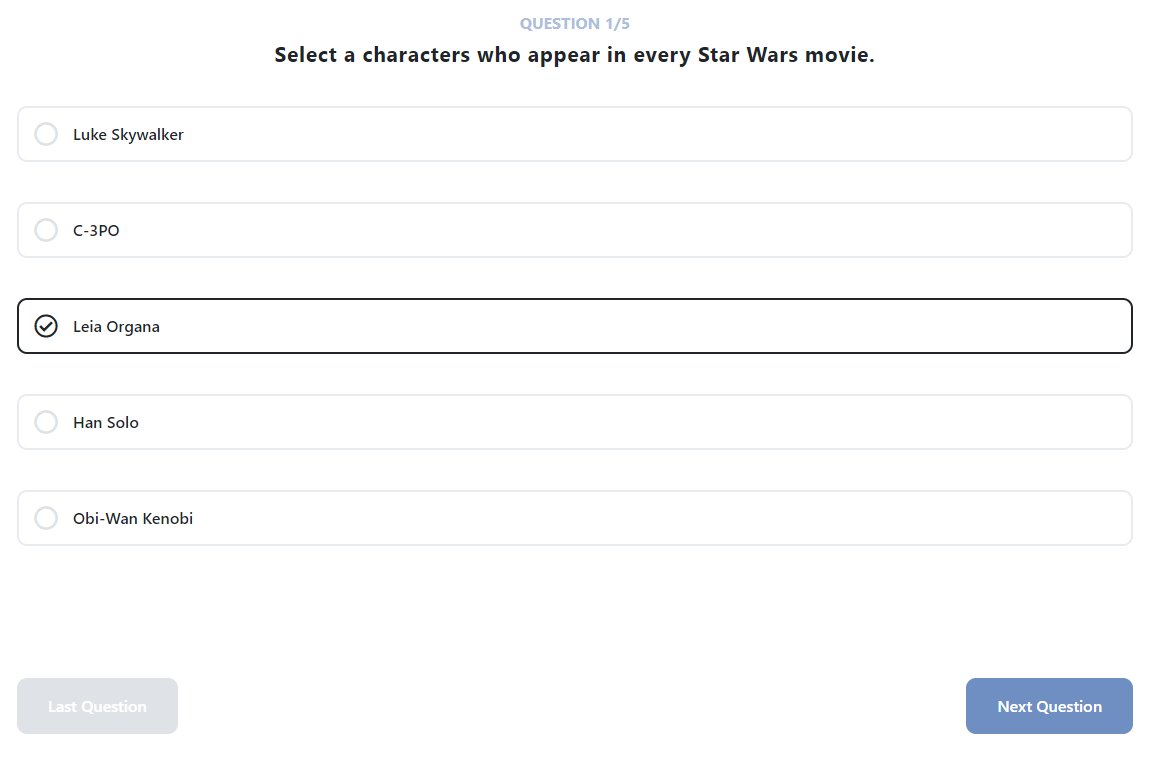 QUESTION 1/5
Select a characters who appear in every Star Wars movie.
Luke Skywalker
C-3PO
Leia Organa
Han Solo
Obi-Wan Kenobi
Last Question
Next Question